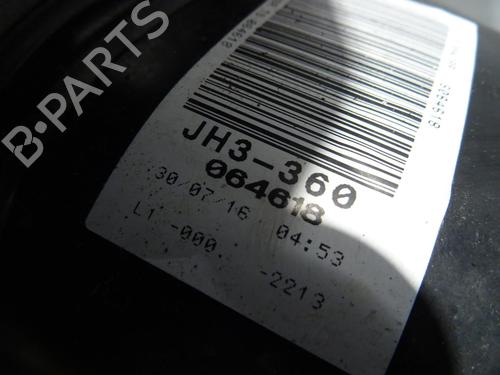 B-PARTS
JH3-360
064618
30/07/16 04:53
L1 -000. -2213